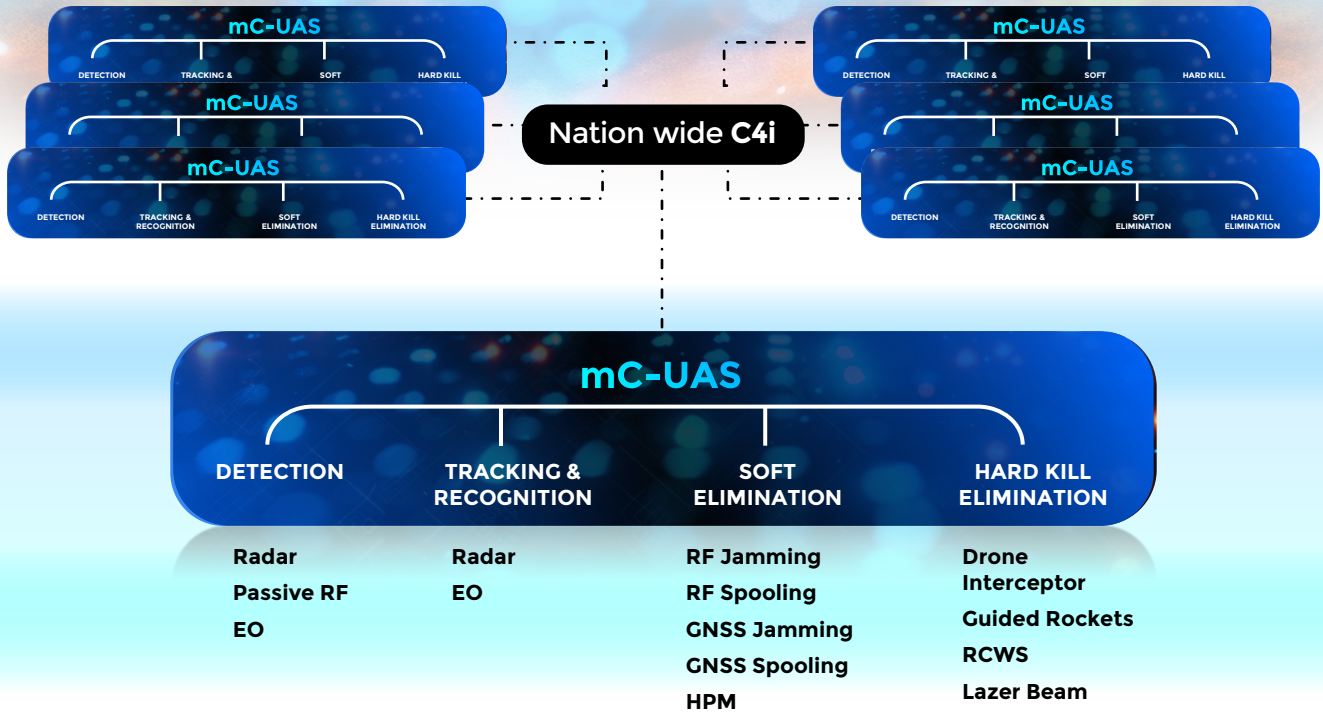 mC-UAS
DETECTION
TRACKING &
SOFT
HARD KILL
mC-UAS
mC-UAS
DETECTION
TRACKING &
RECOGNITION
SOFT
ELIMINATION
HARD KILL
ELIMINATION
Nation wide C4i
mC-UAS
DETECTION
TRACKING &
SOFT
HARD KILL
mC-UAS
mC-UAS
DETECTION
TRACKING &
RECOGNITION
SOFT
ELIMINATION
HARD KILL
ELIMINATION
mC-UAS
DETECTION
Radar
Passive RF
EO
TRACKING &
RECOGNITION
Radar
EO
SOFT
ELIMINATION
RF Jamming
RF Spooling
GNSS Jamming
GNSS Spooling
HPM
HARD KILL
ELIMINATION
Drone
Interceptor
Guided Rockets
RCWS
Lazer Beam